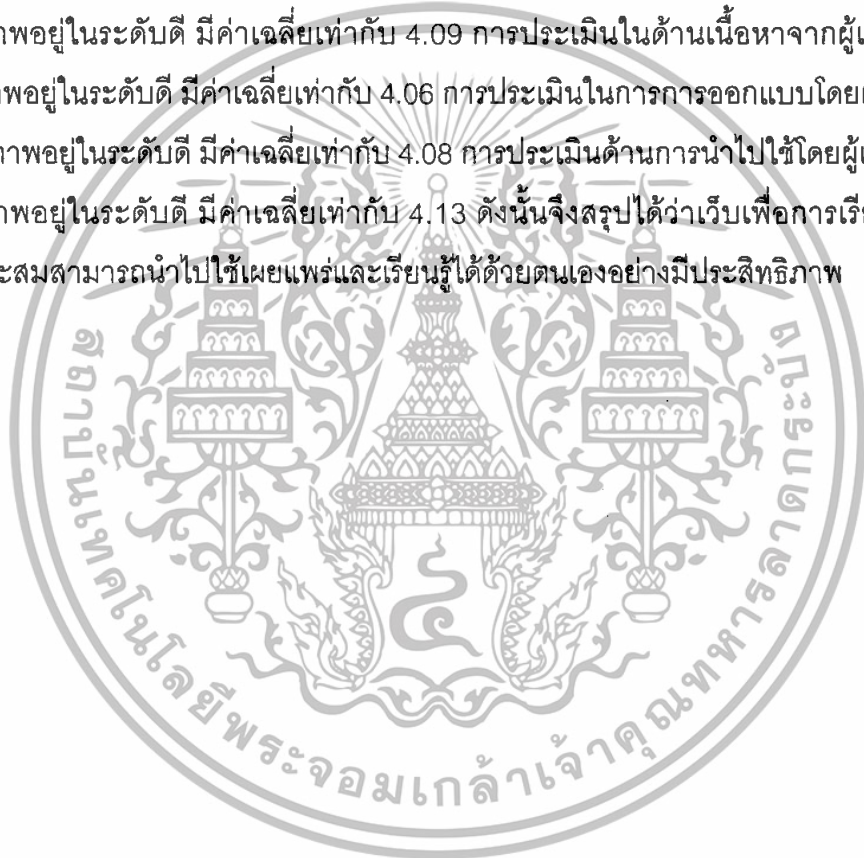 าพอยู่ในระดับดี มีค่าเฉลี่ยเท่ากับ 4.09 การประเมินในด้านเนื้อหาจากผู้เ
าพอยู่ในระดับดี มีค่าเฉลี่ยเท่ากับ 4.06 การประเมินในการการออกแบบโดย
าพอยู่ในระดับดี มีค่าเฉลี่ยเท่ากับ 4.08 การประเมินด้านการนำไปใช้โดยผู้เ
าพอยู่ในระดับดี มีค่าเฉลี่ยเท่ากับ 4.13 ดังนั้นจึงสรุปได้ว่าเว็บเพื่อการเรีย
ะสมสามารถนำไปใช้เผยแพร่และเรียนรู้ได้ด้วยตนเองอย่างมีประสิทธิภาพ
สถาบันเทคโนโลยีพระจอมเกล้าเจ้าคุณทหารลาดกระบัง
๔